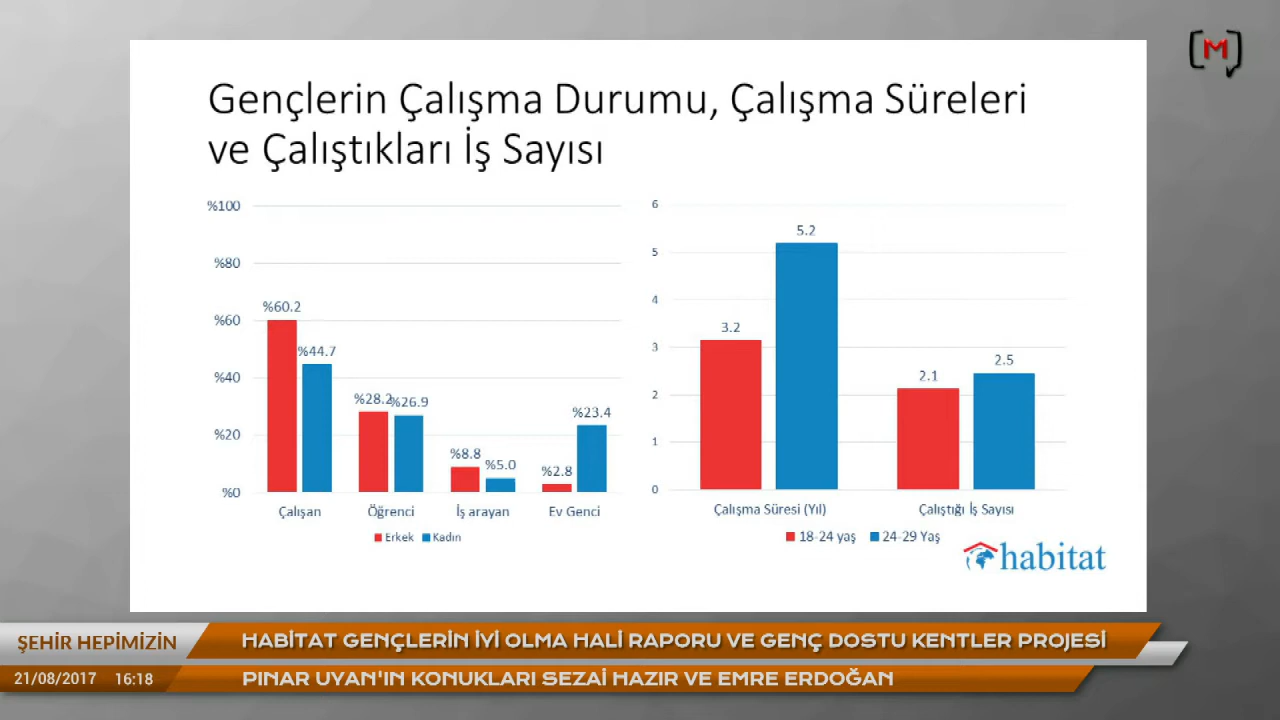 M
Gençlerin Çalışma Durumu, Çalışma Süreleri
ve Çalıştıkları İş Sayısı
%100
%80
%60
%40
%20
%0
%60.2
%44.7
%28.2
%26.9
%8.8
%5.0
%2.8
%23.4
Çalışan
Öğrenci
İş arayan
Ev Genci
Erkek
Kadın
6
5
4
3
2
1
0
3.2
5.2
2.1
2.5
Çalışma Süresi (Yıl)
Çalıştığı İş Sayısı
18-24 yaş
24-29 Yaş
habitat
ŞEHİR HEPİMİZİN
HABİTAT GENÇLERİN İYİ OLMA HALİ RAPORU VE GENÇ DOSTU KENTLER PROJESİ
21/08/2017 16:18
PINAR UYAN'IN KONUKLARI SEZAİ HAZIR VE EMRE ERDOĞAN